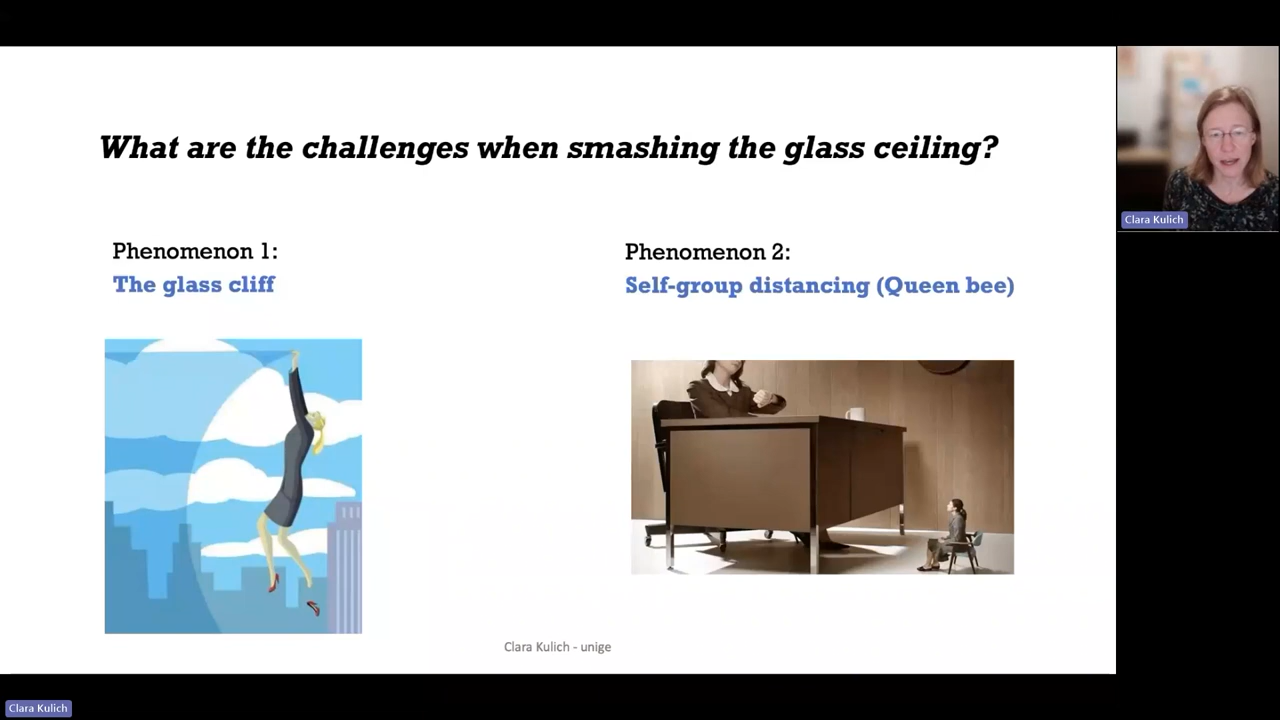 What are the challenges when smashing the glass ceiling?
Phenomenon 1:
The glass cliff
Phenomenon 2:
Self-group distancing (Queen bee)
Clara Kulich - unige
Clara Kulich
Clara Kulich